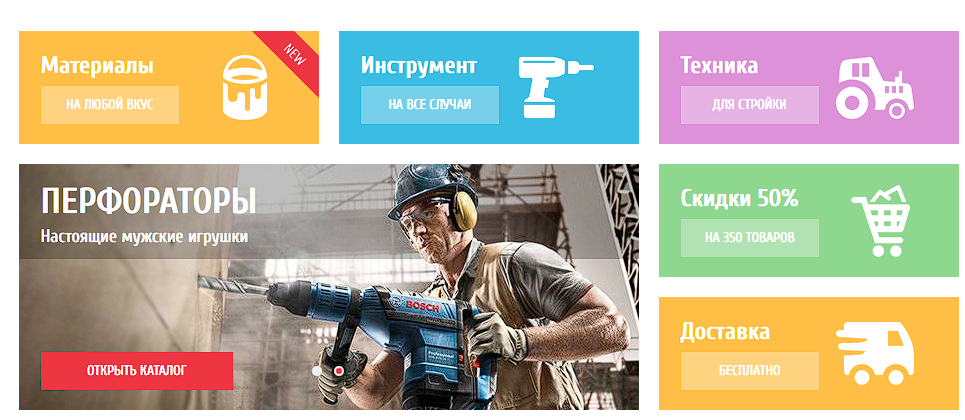 Материалы
НА ЛЮБОЙ ВКУС
NEW
Инструмент
НА ВСЕ СЛУЧАИ
Техника
ДЛЯ СТРОЙКИ
ПЕРФОРАТОРЫ
Настоящие мужские игрушки
BOSCH
Professional
ОТКРЫТЬ КАТАЛОГ
Скидки 50%
НА 350 ТОВАРОВ
Доставка
БЕСПЛАТНО